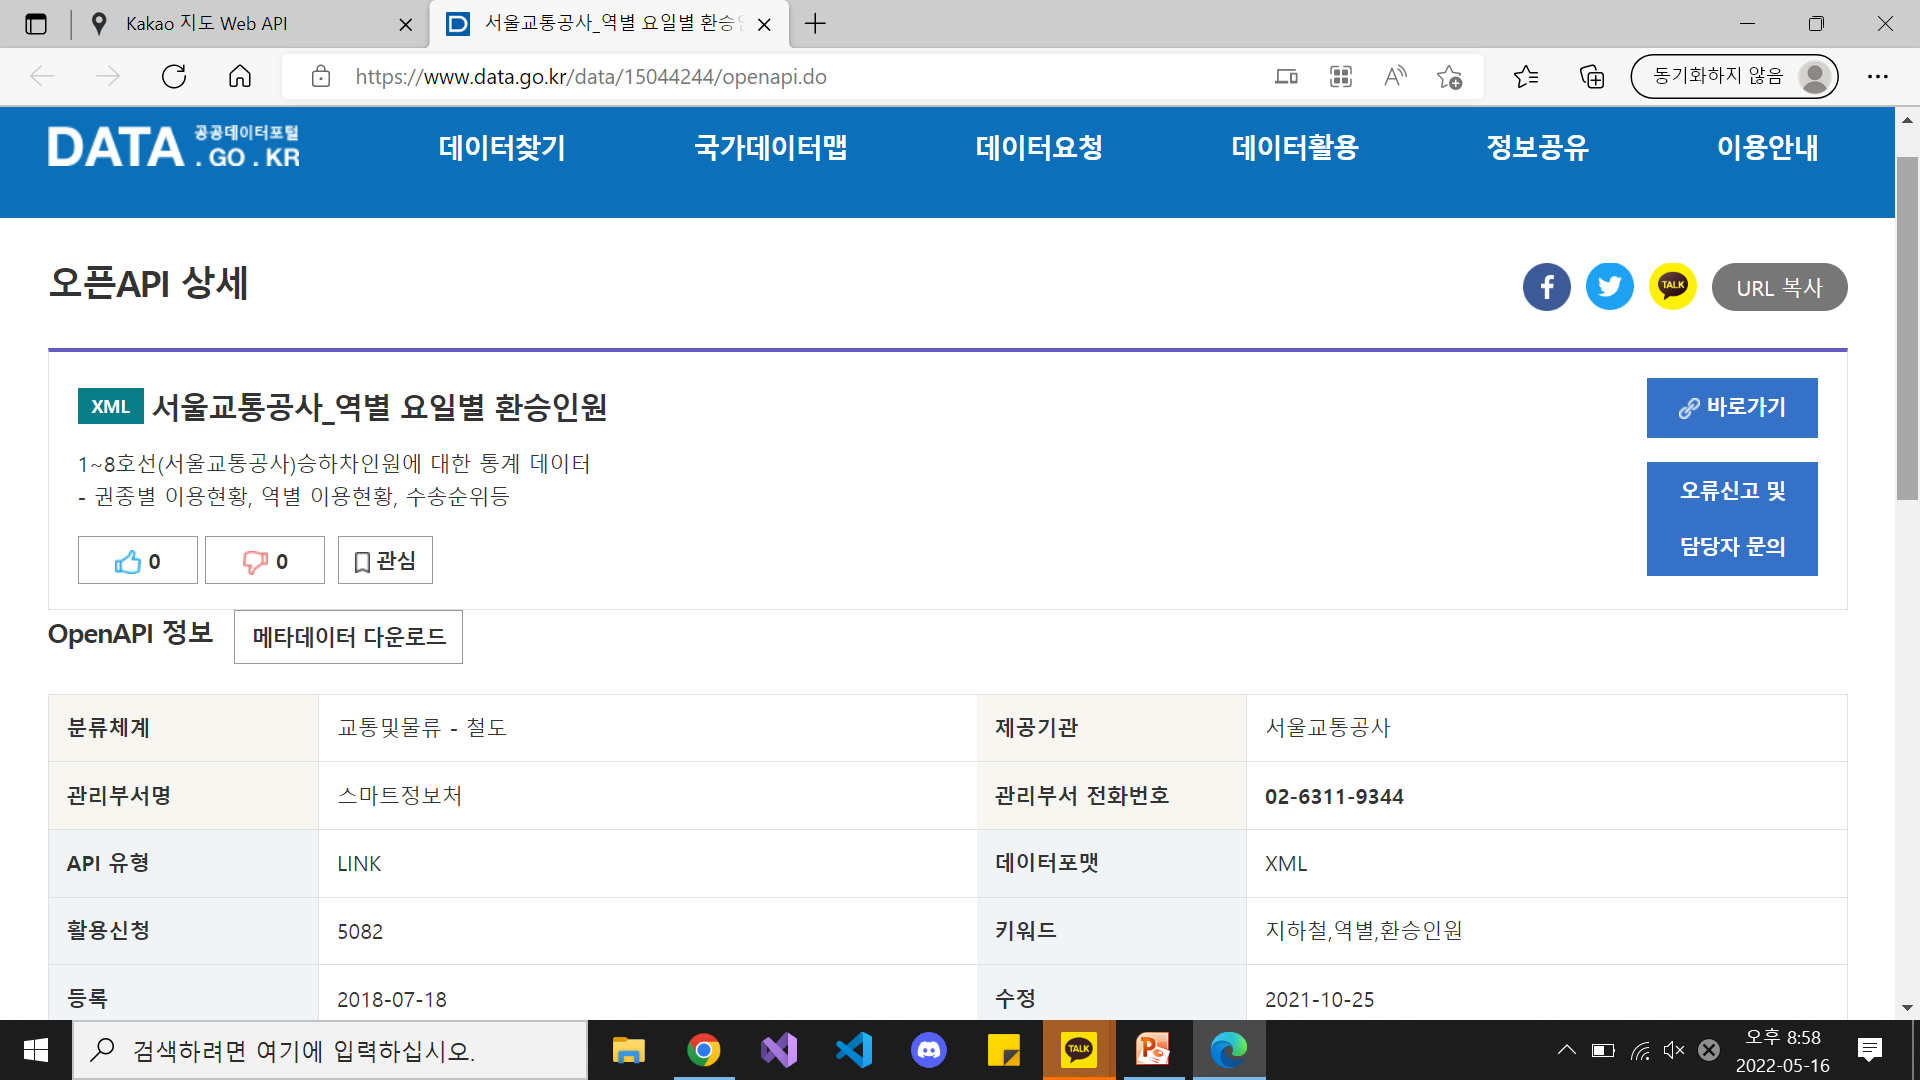 Kakao 지도 Web API
서울교통공사_역별 요일별 환승인
https://www.data.go.kr/data/15044244/openapi.do
동기화하지 않음
DATA 공공데이터포털 .GO.KR
데이터찾기
국가데이터맵
데이터요청
데이터활용
정보공유
이용안내
오픈API 상세
TALK
URL 복사
XML 서울교통공사_역별 요일별 환승인원
바로가기
1~8호선(서울교통공사)승하차인원에 대한 통계 데이터
- 권종별 이용현황, 역별 이용현황, 수송순위등
오류신고 및
담당자 문의
0
0
관심
OpenAPI 정보
메타데이터 다운로드
분류체계 교통및물류 - 철도 제공기관 서울교통공사
관리부서명 스마트정보처 관리부서 전화번호 02-6311-9344
API 유형 LINK 데이터포맷 XML
활용신청 5082 키워드 지하철,역별,환승인원
등록 2018-07-18 수정 2021-10-25
검색하려면 여기에 입력하십시오.
TALK
오후 8:58
2022-05-16